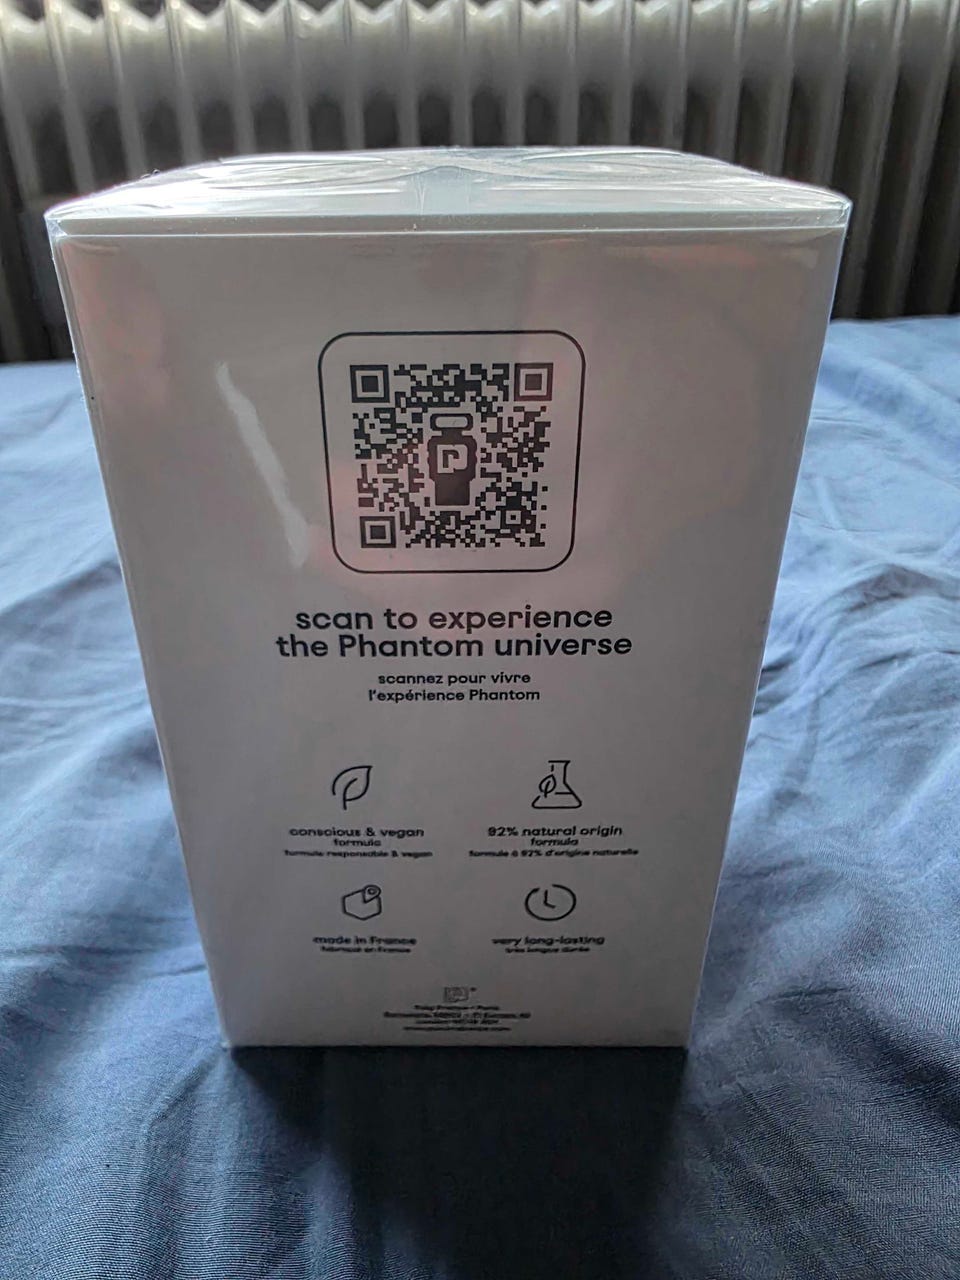 scan to experience
the Phantom universe
scannez pour vivre
l'expérience Phantom
conscious & vegan
formula
formule responsable & vegan
92% natural origin
formula
formule à 92% d'origine naturelle
made in France
fabriqué en France
very long-lasting
très longue durée
Paris